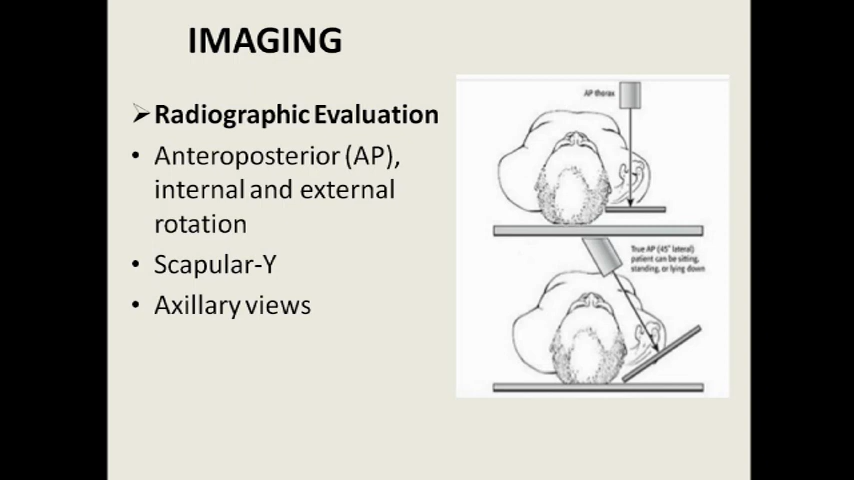 IMAGING
Radiographic Evaluation
Anteroposterior (AP),
internal and external
rotation
Scapular-Y
Axillary views
AP thorax
True AP (45° lateral)
patient can be sitting,
standing, or lying down